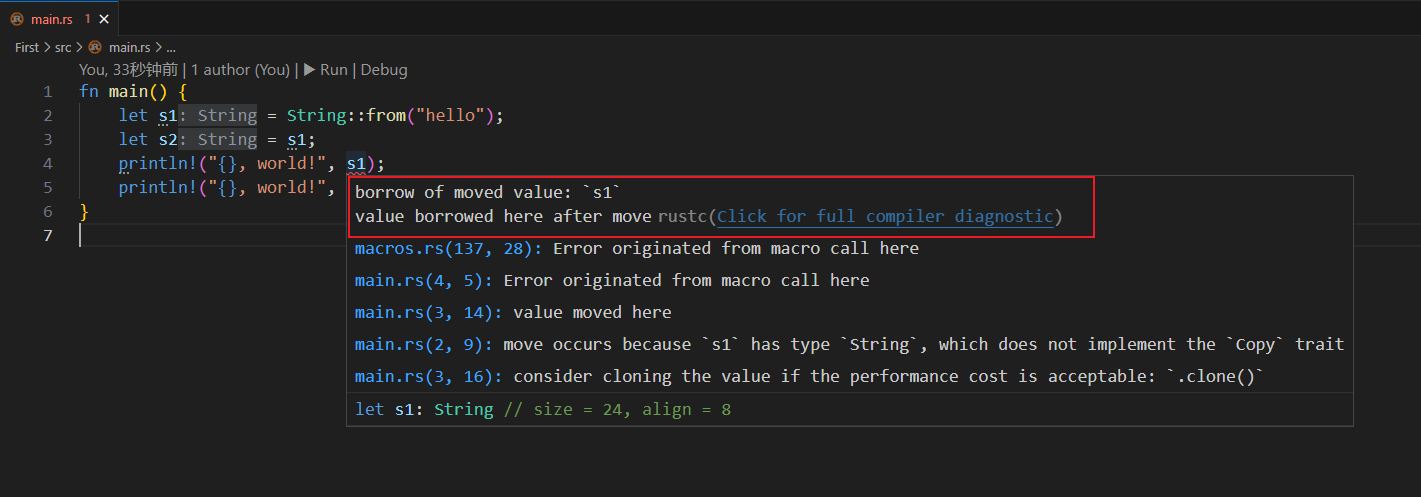 main.rs 1 ×
First > src > main.rs > ...
You, 33秒钟前 | 1 author (You) | ▶ Run | Debug
1 fn main() {
2 let s1: String = String::from("hello");
3 let s2: String = s1;
4 println!("{}, world!", s1);
5 println!("{}, world!",
6 }
7
borrow of moved value: `s1`
value borrowed here after move rustc(Click for full compiler diagnostic)
macros.rs(137, 28): Error originated from macro call here
main.rs(4, 5): Error originated from macro call here
main.rs(3, 14): value moved here
main.rs(2, 9): move occurs because `s1` has type `String`, which does not implement the `Copy` trait
main.rs(3, 16): consider cloning the value if the performance cost is acceptable: `.clone()`
let s1: String // size = 24, align = 8